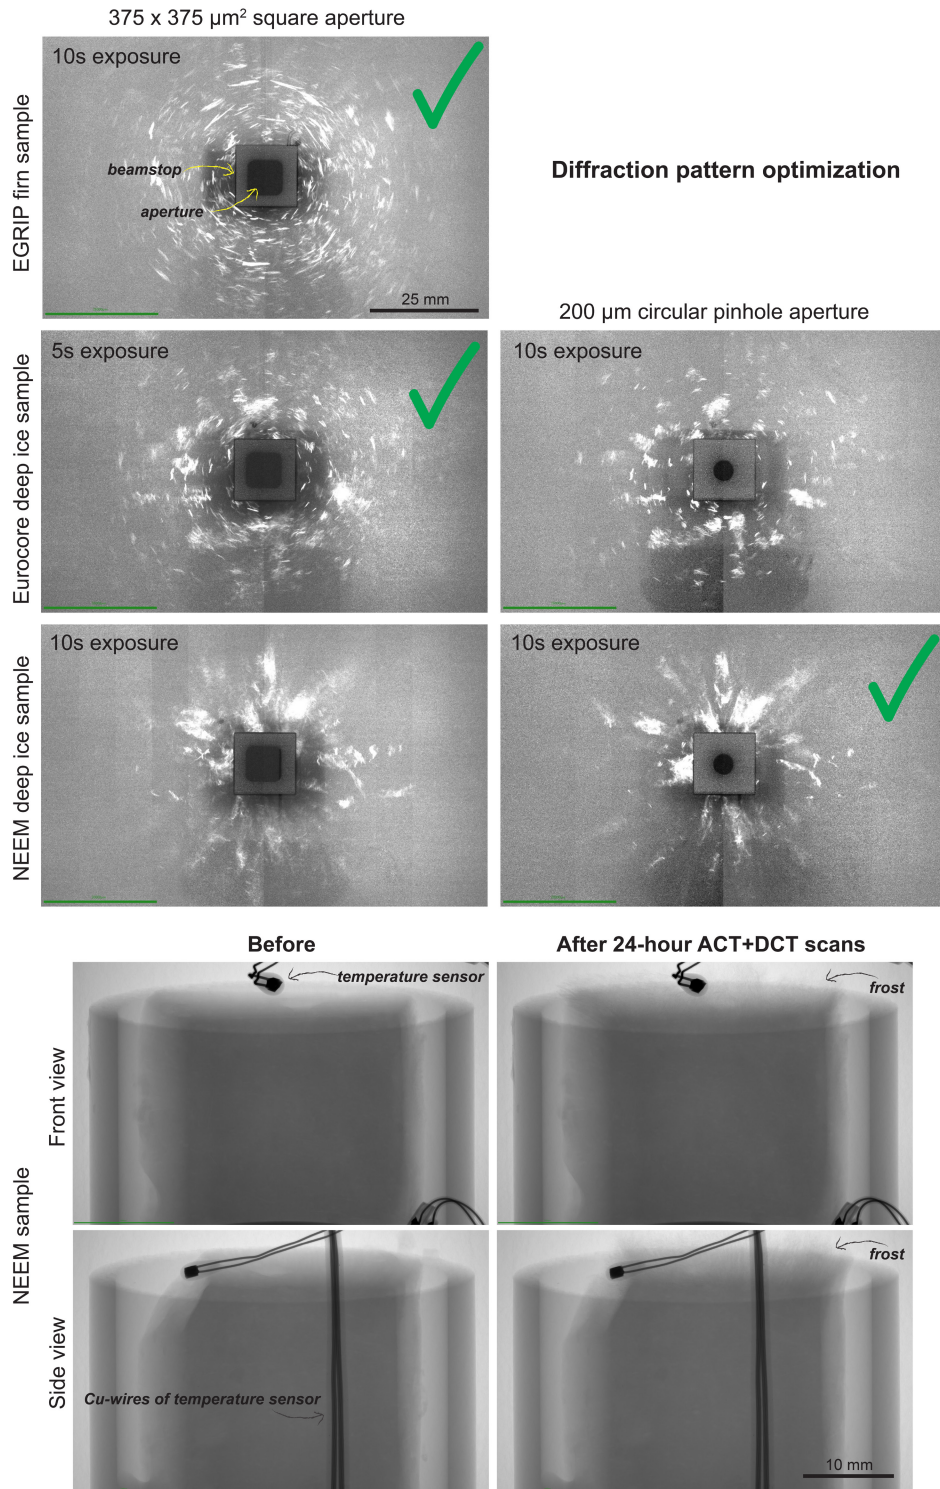 375 x 375 µm² square aperture
EGRIP firn sample
10s exposure
beamstop
aperture
25 mm
Diffraction pattern optimization
200 µm circular pinhole aperture
Eurocore deep ice sample
5s exposure
10s exposure
NEEM deep ice sample
10s exposure
10s exposure
Before
After 24-hour ACT+DCT scans
NEEM sample
Front view
temperature sensor
frost
Side view
frost
Cu-wires of temperature sensor
10 mm